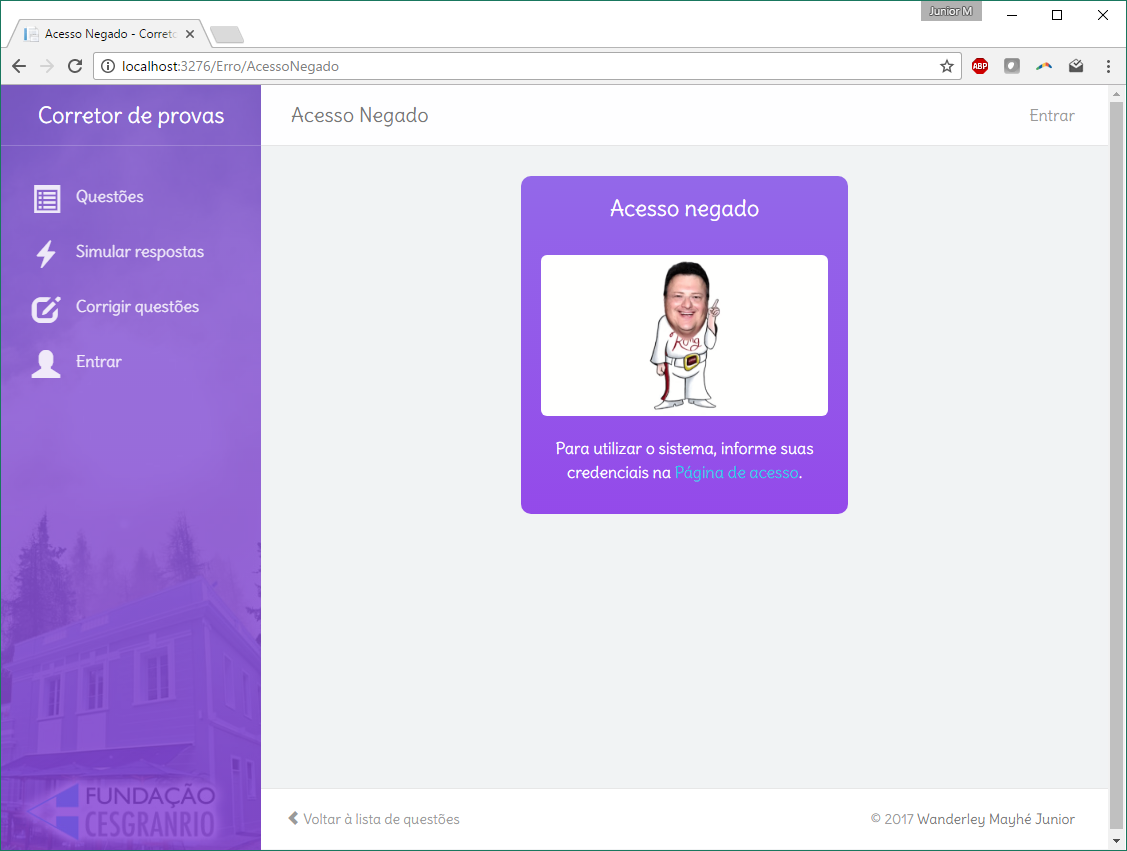 Junior M
Acesso Negado - Correto
localhost:3276/Erro/AcessoNegado
ABP
Corretor de provas
Acesso Negado
Entrar
Questões
Simular respostas
Corrigir questões
Entrar
Acesso negado
King
Para utilizar o sistema, informe suas
credenciais na Página de acesso.
FUNDAÇÃO
CESGRANRIO
Voltar à lista de questões
© 2017 Wanderley Mayhé Junior